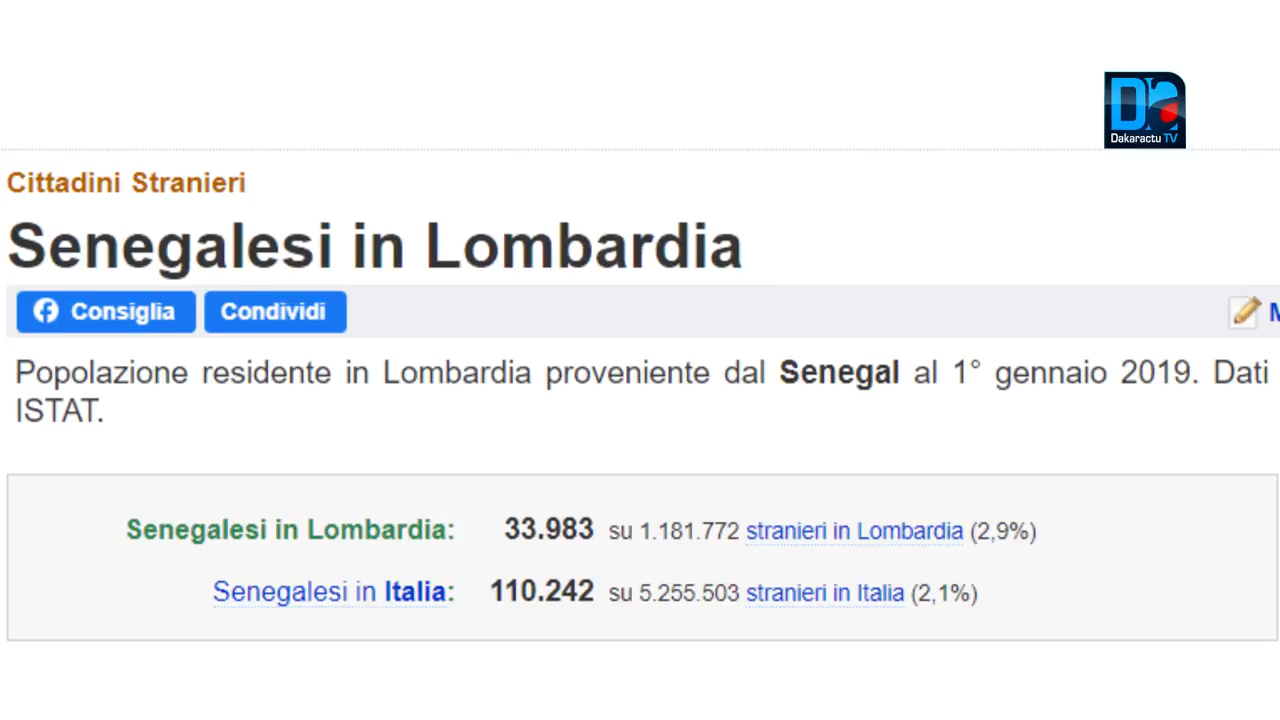 Dakaractu TV
Cittadini Stranieri
Senegalesi in Lombardia
Consiglia Condividi
Popolazione residente in Lombardia proveniente dal Senegal al 1° gennaio 2019. Dati
ISTAT.
Senegalesi in Lombardia: 33.983 su 1.181.772 stranieri in Lombardia (2,9%)
Senegalesi in Italia: 110.242 su 5.255.503 stranieri in Italia (2,1%)